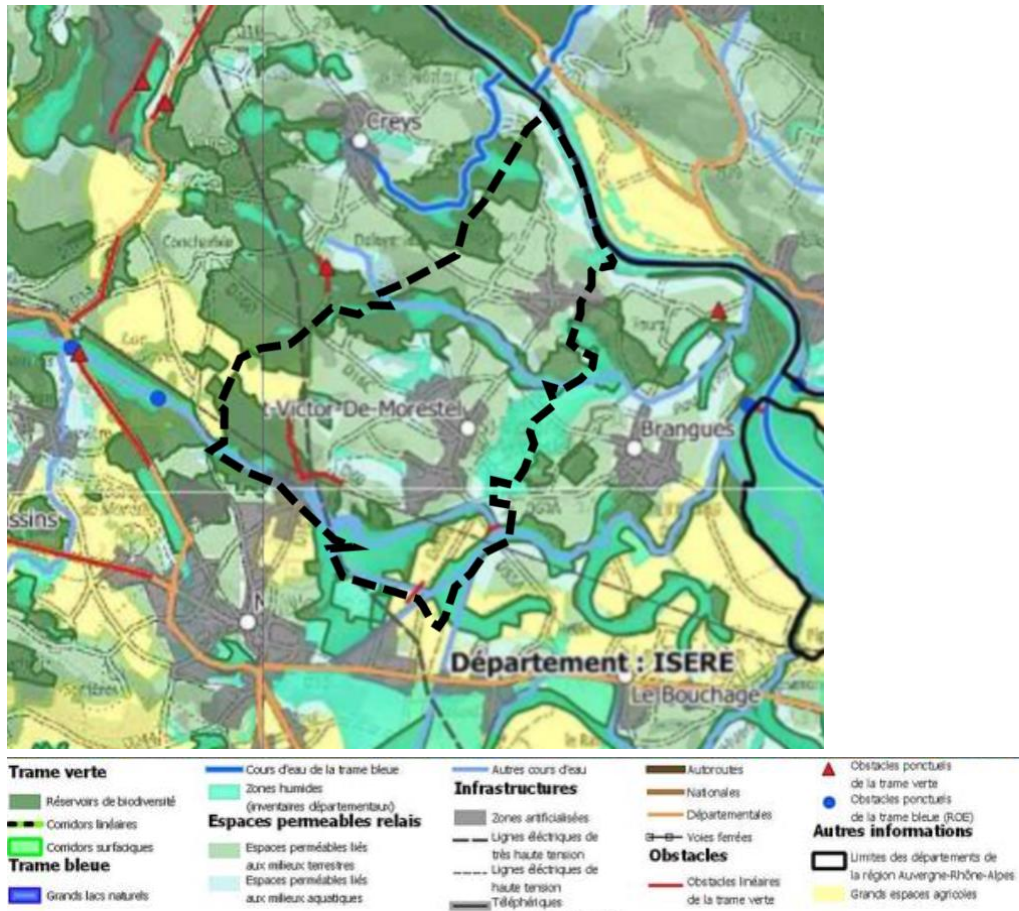 Creys
Concharbin
D16C
t-Victor-De-Morestel
Brangues
ssins
Département : ISERE
Le Bouchage
Trame verte
Réservoirs de biodiversité
Corridors linéaires
Corridors surfaciques
Trame bleue
Grands lacs naturels
Cours d'eau de la trame bleue
Zones humides
(inventaires départementaux)
Espaces permeables relais
Espaces perméables liés
aux milieux terrestres
Espaces perméables liés
aux milieux aquatiques
Autres cours d'eau
Infrastructures
Zones artificialisées
Lignes électriques de
très haute tension
Lignes électriques de
haute tension
Téléphériques
Autoroutes
Nationales
Départementales
Voies ferrées
Obstacles
Obstacles linéaires
de la trame verte
Obstacles ponctuels
de la trame verte
Obstacles ponctuels
de la trame bleue (ROE)
Autres informations
Limites des départements de
la région Auvergne-Rhône-Alpes
Grands espaces agricoles